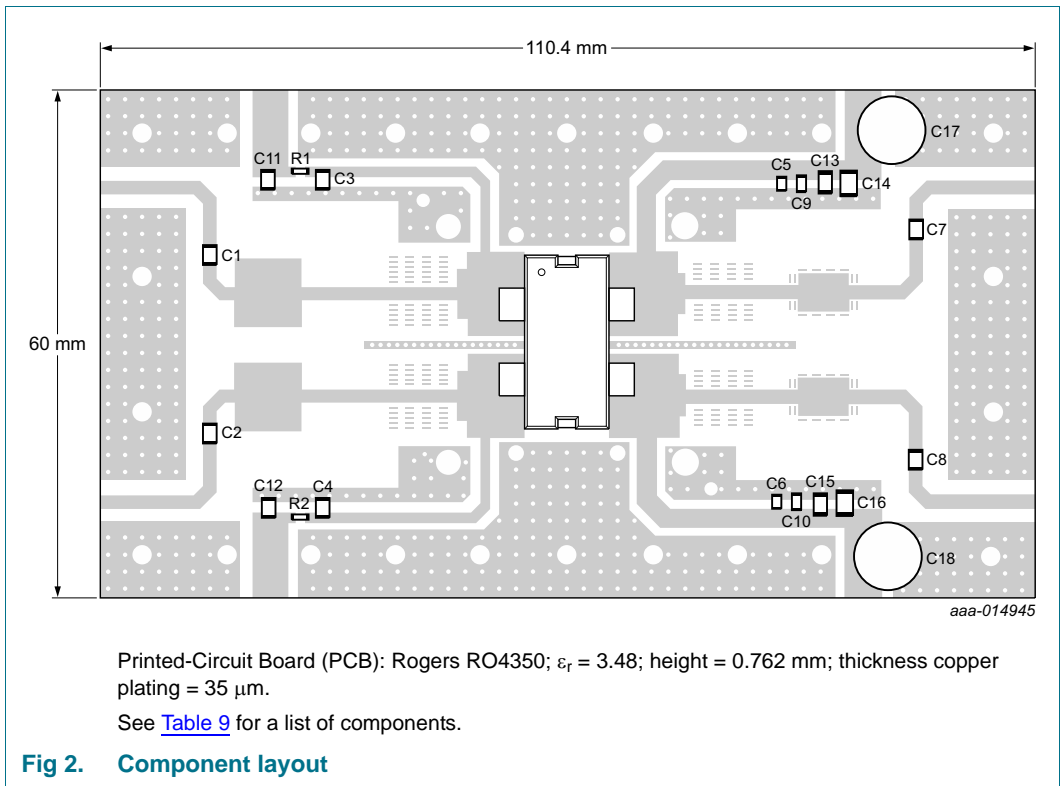 110.4 mm
C17
C11
R1
C3
C5
C13
C14
C9
C1
C7
60 mm
C2
C8
C12
C4
R2
C6
C15
C16
C10
C18
aaa-014945
Printed-Circuit Board (PCB): Rogers RO4350; εr = 3.48; height = 0.762 mm; thickness copper
plating = 35 μm.
See Table 9 for a list of components.
Fig 2. Component layout